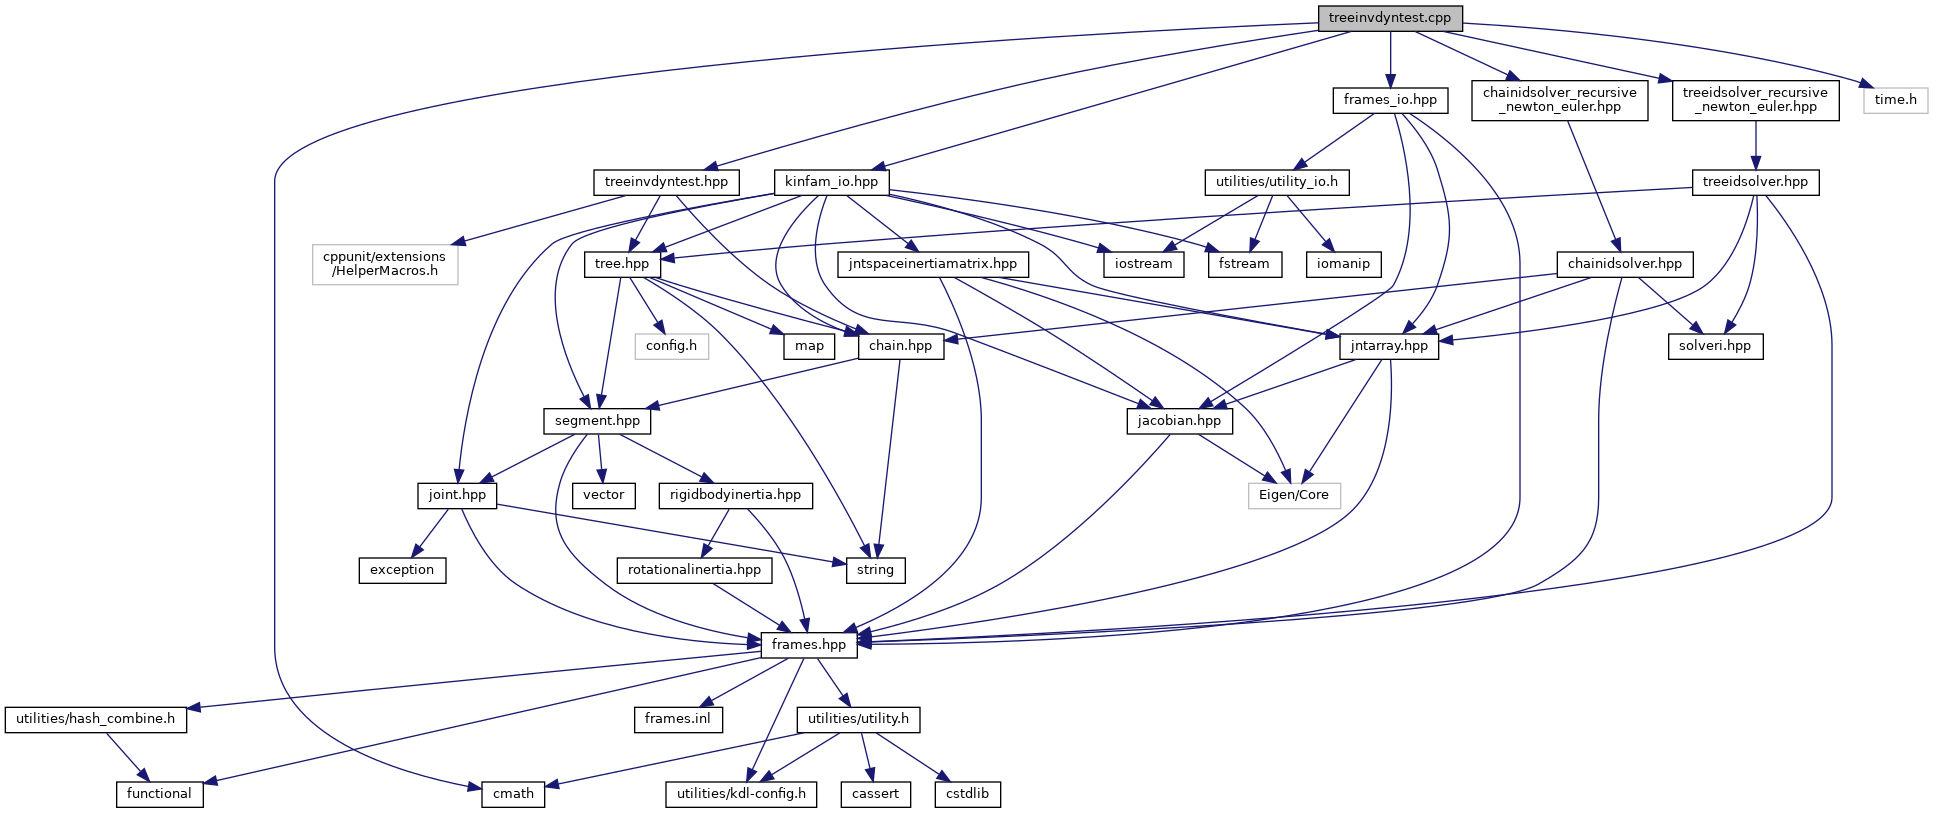 treeinvdyntest.cpp
frames_io.hpp
chainidsolver_recursive
_newton_euler.hpp
treeidsolver_recursive
_newton_euler.hpp
time.h
treeinvdyntest.hpp
kinfam_io.hpp
utilities/utility_io.h
treeidsolver.hpp
cppunit/extensions
/HelperMacros.h
tree.hpp
jntspaceinertiamatrix.hpp
iostream
fstream
iomanip
chainidsolver.hpp
config.h
map
chain.hpp
jntarray.hpp
solveri.hpp
segment.hpp
jacobian.hpp
joint.hpp
vector
rigidbodyinertia.hpp
Eigen/Core
exception
rotationalinertia.hpp
string
frames.hpp
utilities/hash_combine.h
frames.inl
utilities/utility.h
functional
cmath
utilities/kdl-config.h
cassert
cstdlib